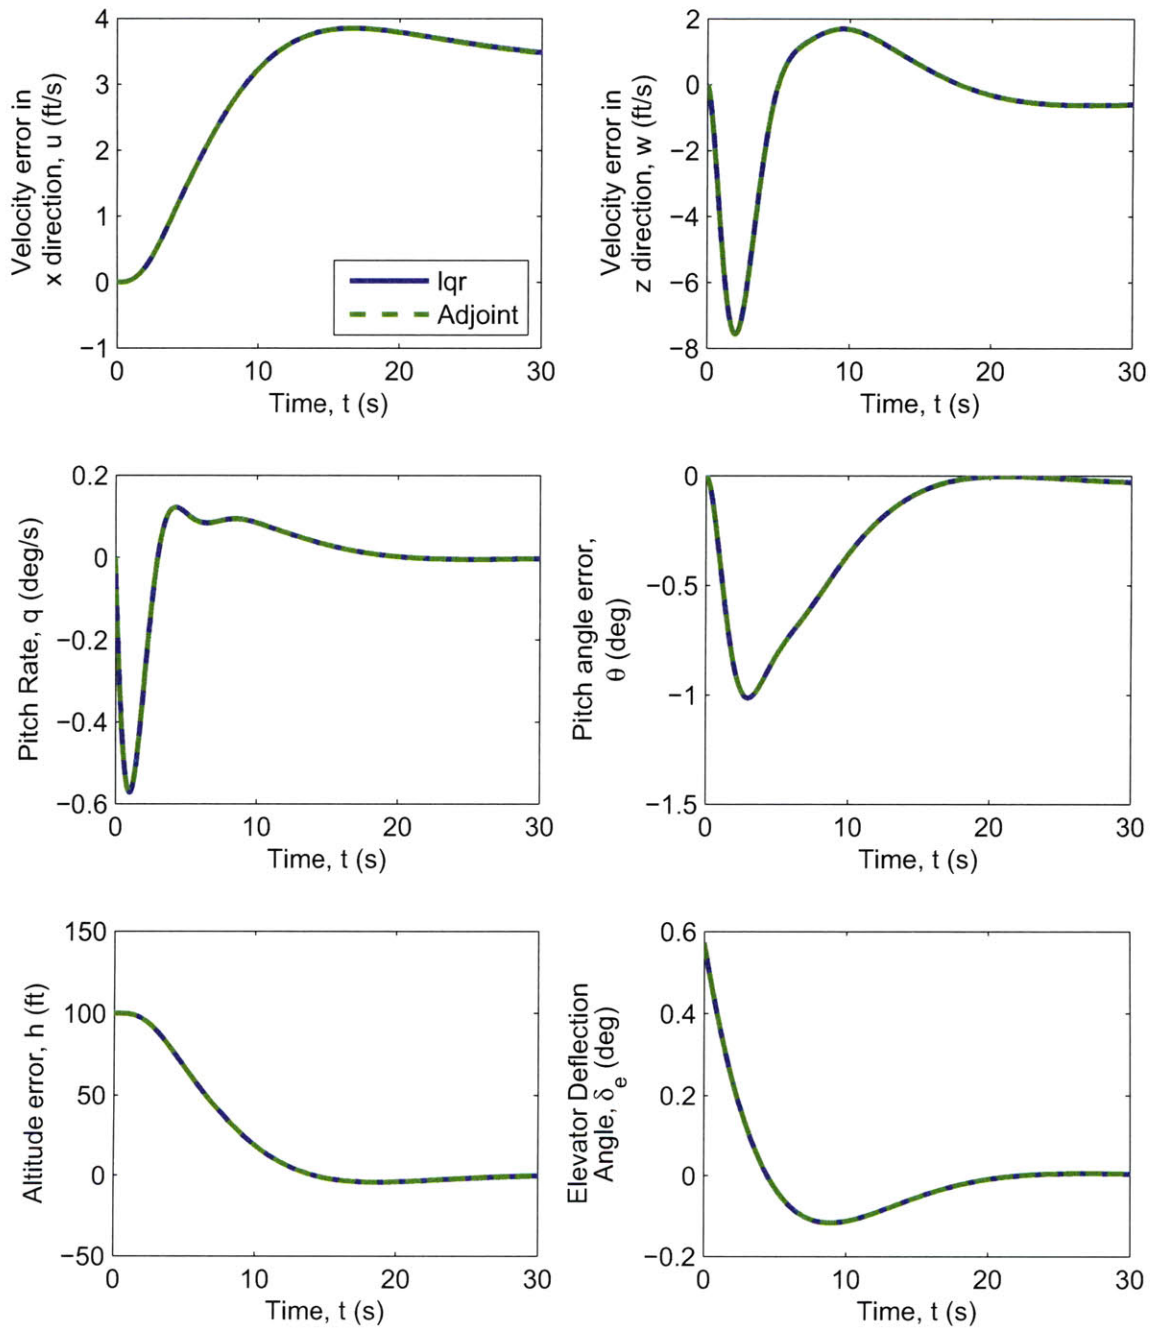 Velocity error in
x direction, u (ft/s)
4
3
2
1
0
−1
lqr
Adjoint
0 10 20 30
Time, t (s)
Velocity error in
z direction, w (ft/s)
2
0
−2
−4
−6
−8
0 10 20 30
Time, t (s)
Pitch Rate, q (deg/s)
0.2
0
−0.2
−0.4
−0.6
0 10 20 30
Time, t (s)
Pitch angle error,
θ (deg)
0
−0.5
−1
−1.5
0 10 20 30
Time, t (s)
Altitude error, h (ft)
150
100
50
0
−50
0 10 20 30
Time, t (s)
Elevator Deflection
Angle, δe (deg)
0.6
0.4
0.2
0
−0.2
0 10 20 30
Time, t (s)